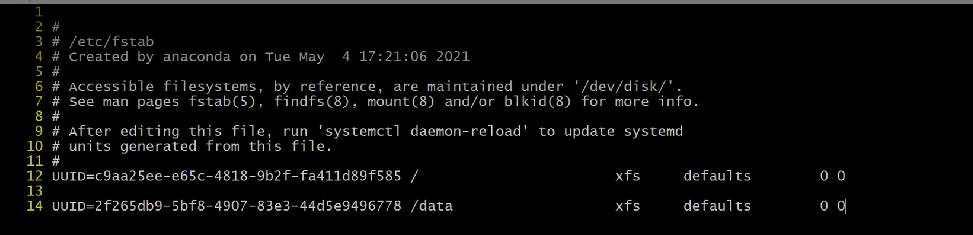 1
2 #
3 # /etc/fstab
4 # Created by anaconda on Tue May  4 17:21:06 2021
5 #
6 # Accessible filesystems, by reference, are maintained under '/dev/disk/'.
7 # See man pages fstab(5), findfs(8), mount(8) and/or blkid(8) for more info.
8 #
9 # After editing this file, run 'systemctl daemon-reload' to update systemd
10 # units generated from this file.
11 #
12 UUID=c9aa25ee-e65c-4818-9b2f-fa411d89f585 /                       xfs     defaults        0 0
13
14 UUID=2f265db9-5bf8-4907-83e3-44d5e9496778 /data                   xfs     defaults        0 0